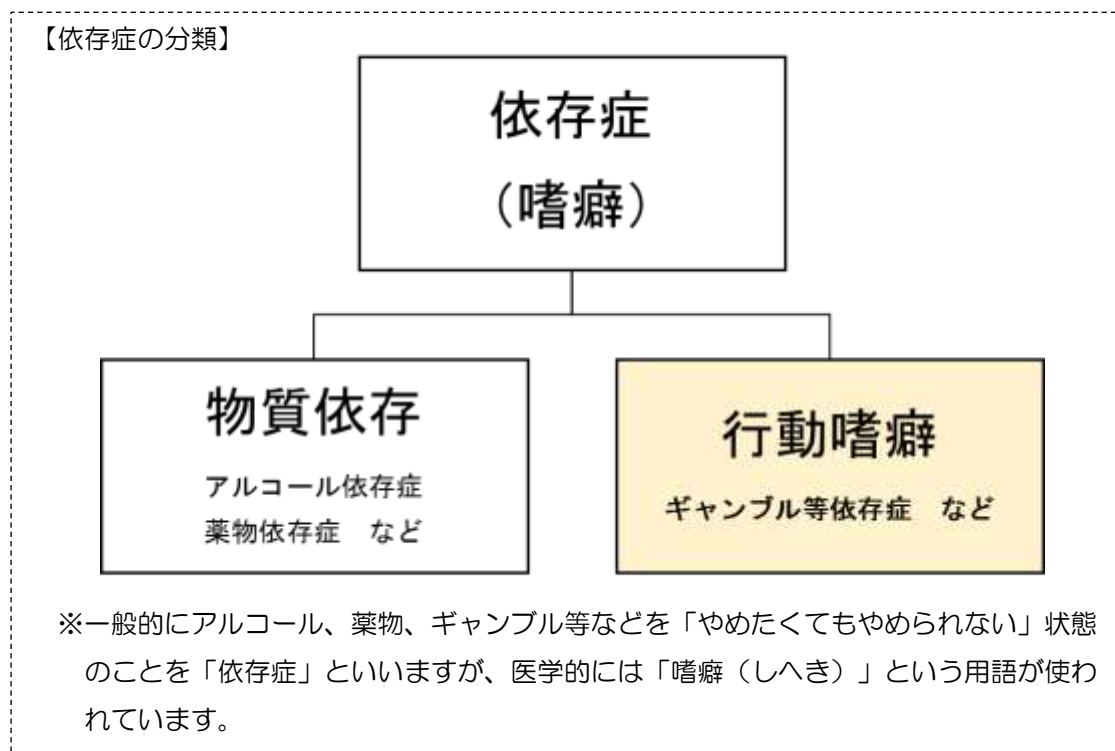 【依存症の分類】
依存症
（嗜癖）
物質依存
アルコール依存症
薬物依存症　など
行動嗜癖
ギャンブル等依存症　など
※一般的にアルコール、薬物、ギャンブル等などを「やめたくてもやめられない」状態
のことを「依存症」といいますが、医学的には「嗜癖（しへき）」という用語が使わ
れています。